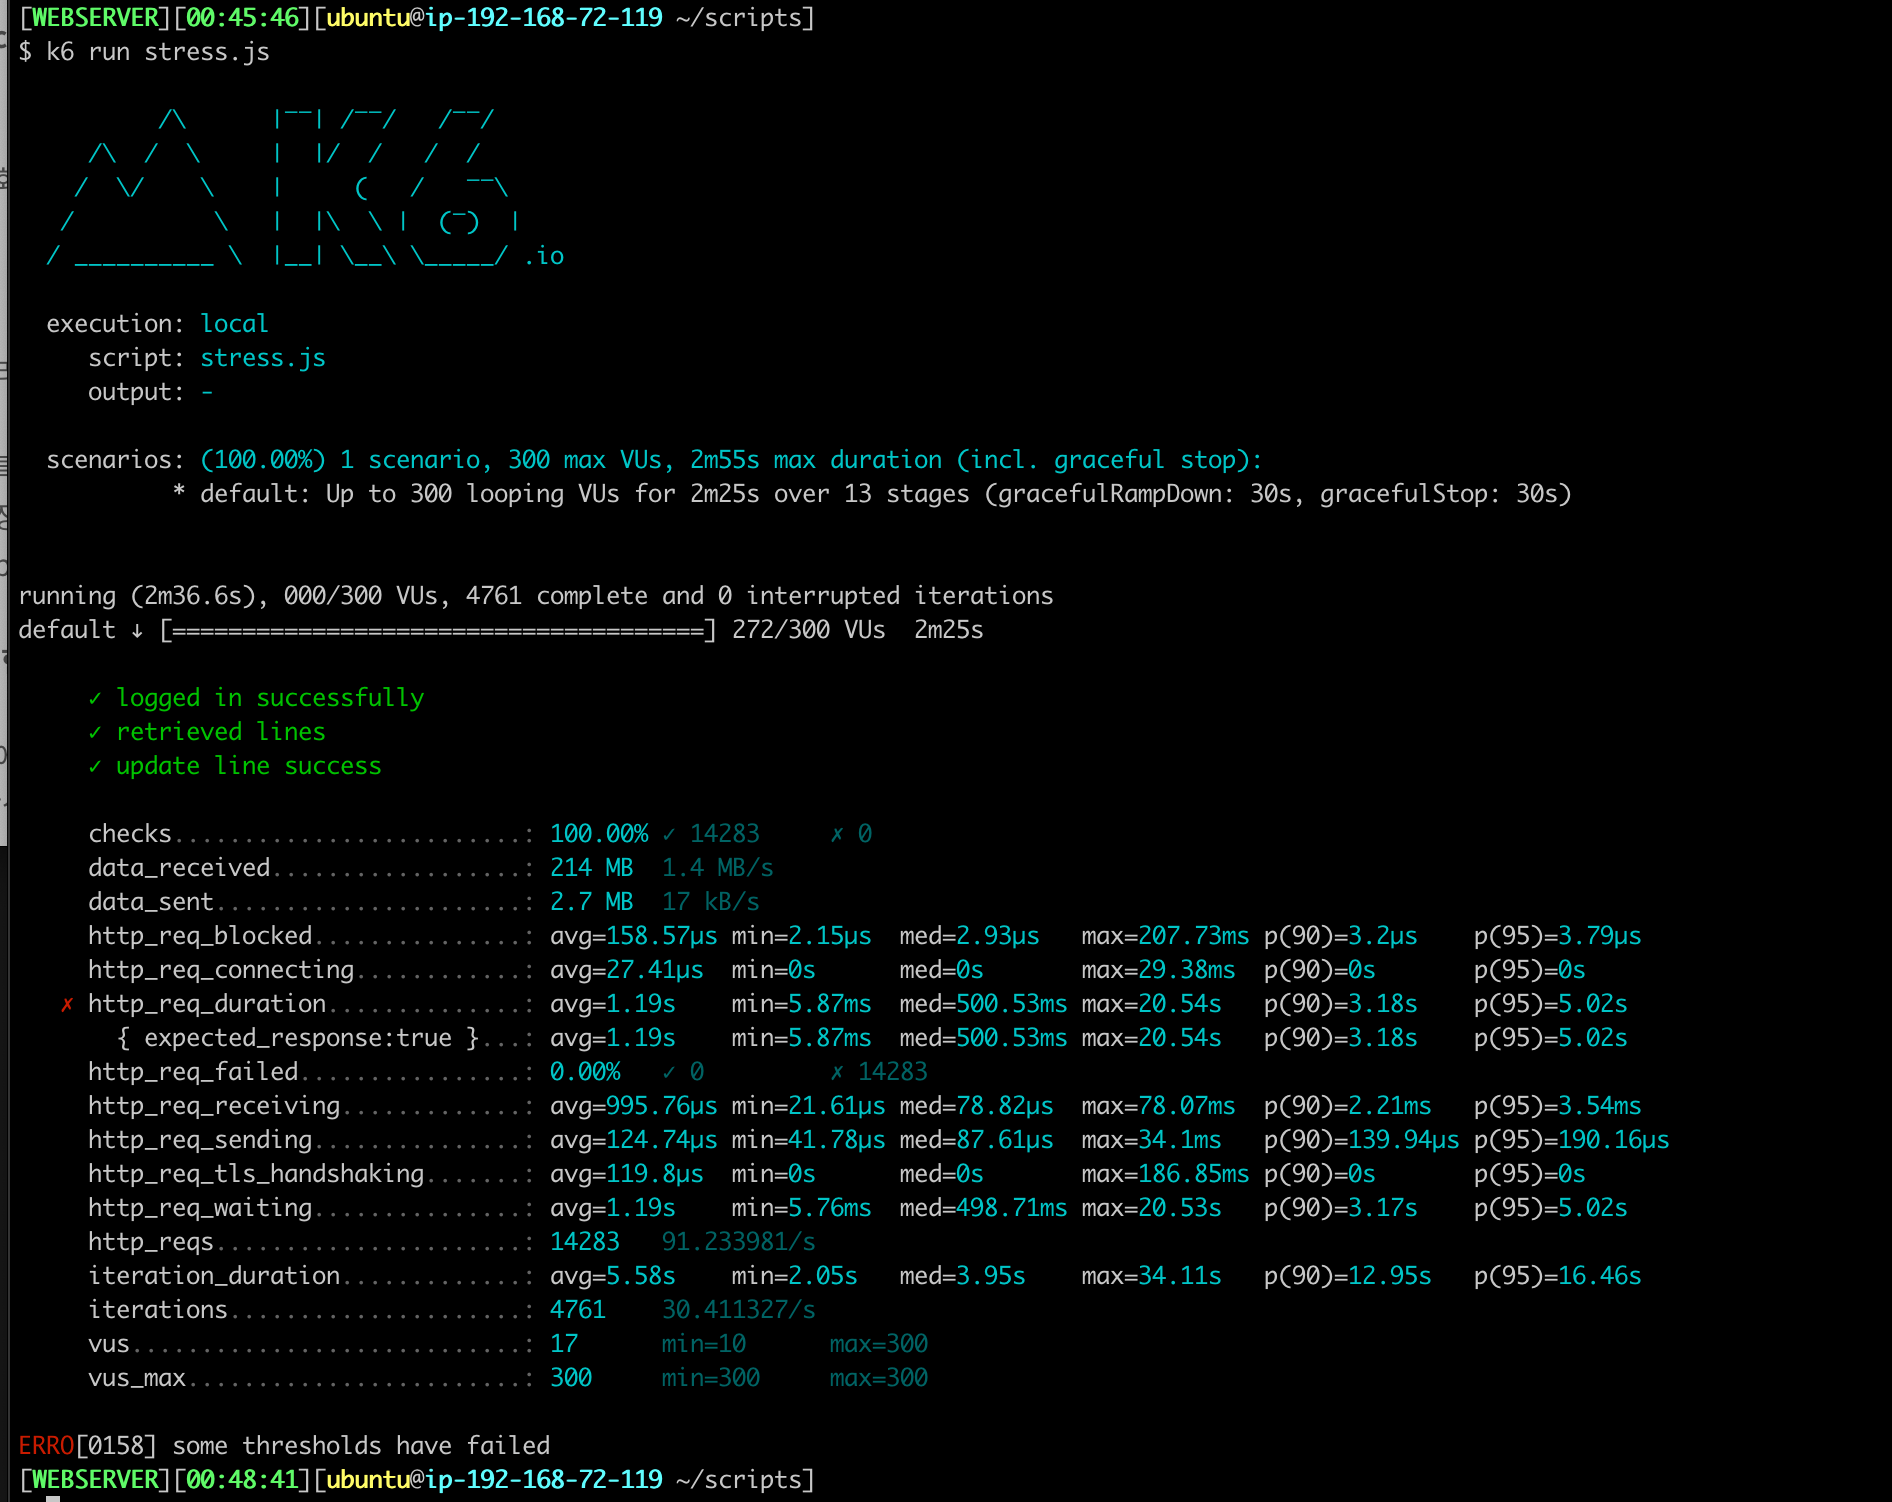 [WEBSERVER][00:45:46][ubuntu@ip-192-168-72-119 ~/scripts]
$ k6 run stress.js
          /\      |‾‾| /‾‾/   /‾‾/
     /\  /  \     |  |/  /   /  /
    /  \/    \    |     (   /   ‾‾\
   /          \   |  |\  \ |  (‾)  |
  / __________ \  |__| \__\ \_____/ .io
  execution: local
     script: stress.js
     output: -
  scenarios: (100.00%) 1 scenario, 300 max VUs, 2m55s max duration (incl. graceful stop):
           * default: Up to 300 looping VUs for 2m25s over 13 stages (gracefulRampDown: 30s, gracefulStop: 30s)
running (2m36.6s), 000/300 VUs, 4761 complete and 0 interrupted iterations
default ↓ [======================================] 272/300 VUs  2m25s
     ✓ logged in successfully
     ✓ retrieved lines
     ✓ update line success
     checks.........................: 100.00% ✓ 14283     ✗ 0
     data_received..................: 214 MB  1.4 MB/s
     data_sent......................: 2.7 MB  17 kB/s
     http_req_blocked...............: avg=158.57µs min=2.15µs  med=2.93µs   max=207.73ms p(90)=3.2µs    p(95)=3.79µs
     http_req_connecting............: avg=27.41µs  min=0s      med=0s       max=29.38ms  p(90)=0s       p(95)=0s
   ✗ http_req_duration..............: avg=1.19s    min=5.87ms  med=500.53ms max=20.54s   p(90)=3.18s    p(95)=5.02s
       { expected_response:true }...: avg=1.19s    min=5.87ms  med=500.53ms max=20.54s   p(90)=3.18s    p(95)=5.02s
     http_req_failed................: 0.00%   ✓ 0         ✗ 14283
     http_req_receiving.............: avg=995.76µs min=21.61µs med=78.82µs  max=78.07ms  p(90)=2.21ms   p(95)=3.54ms
     http_req_sending...............: avg=124.74µs min=41.78µs med=87.61µs  max=34.1ms   p(90)=139.94µs p(95)=190.16µs
     http_req_tls_handshaking.......: avg=119.8µs  min=0s      med=0s       max=186.85ms p(90)=0s       p(95)=0s
     http_req_waiting...............: avg=1.19s    min=5.76ms  med=498.71ms max=20.53s   p(90)=3.17s    p(95)=5.02s
     http_reqs......................: 14283   91.233981/s
     iteration_duration.............: avg=5.58s    min=2.05s   med=3.95s    max=34.11s   p(90)=12.95s   p(95)=16.46s
     iterations.....................: 4761    30.411327/s
     vus............................: 17      min=10      max=300
     vus_max........................: 300     min=300     max=300
ERRO[0158] some thresholds have failed
[WEBSERVER][00:48:41][ubuntu@ip-192-168-72-119 ~/scripts]